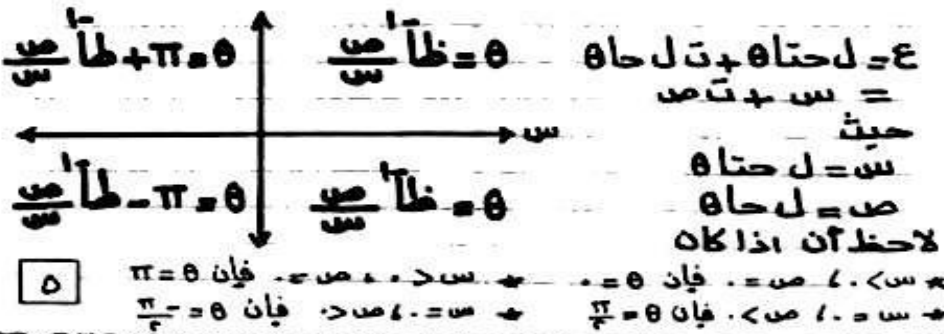 ع = ل حتا θ + ت ل حا θ
= س + ت ص
حيث
س = ل حتا θ
ص = ل حا θ
لاحظ أن اذا كان
θ = ظا⁻¹ ص/س
θ = π + ظا⁻¹ ص/س
س
θ = ظا⁻¹ ص/س
θ = π - ظا⁻¹ ص/س
* س > ٠ ، ص = ٠ فإن θ = ٠ * س < ٠ ، ص = ٠ فإن θ = π
* س = ٠ ، ص > ٠ فإن θ = π/٢ * س = ٠ ، ص < ٠ فإن θ = -π/٢
٥